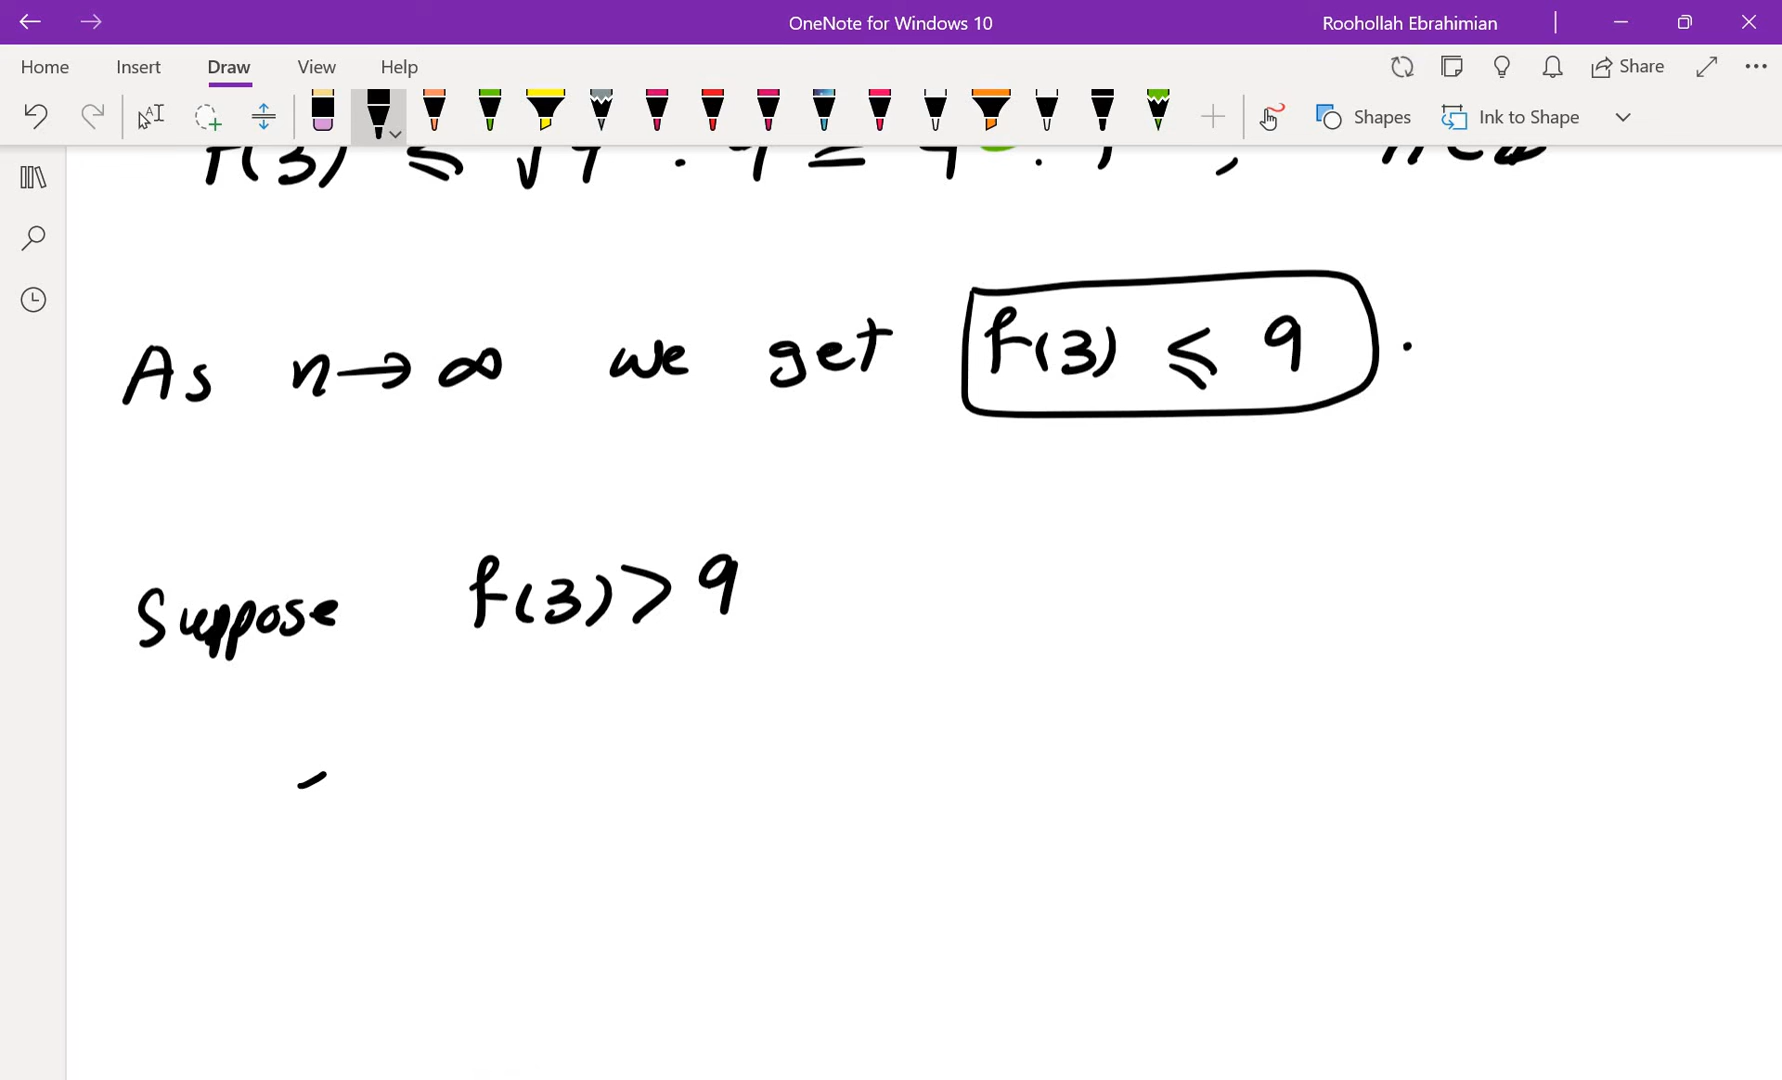 OneNote for Windows 10
Roohollah Ebrahimian
Home Insert Draw View Help
Share
Shapes Ink to Shape
f(3) ≤
As n→∞ we get f(3) ≤ 9 .
Suppose f(3) > 9